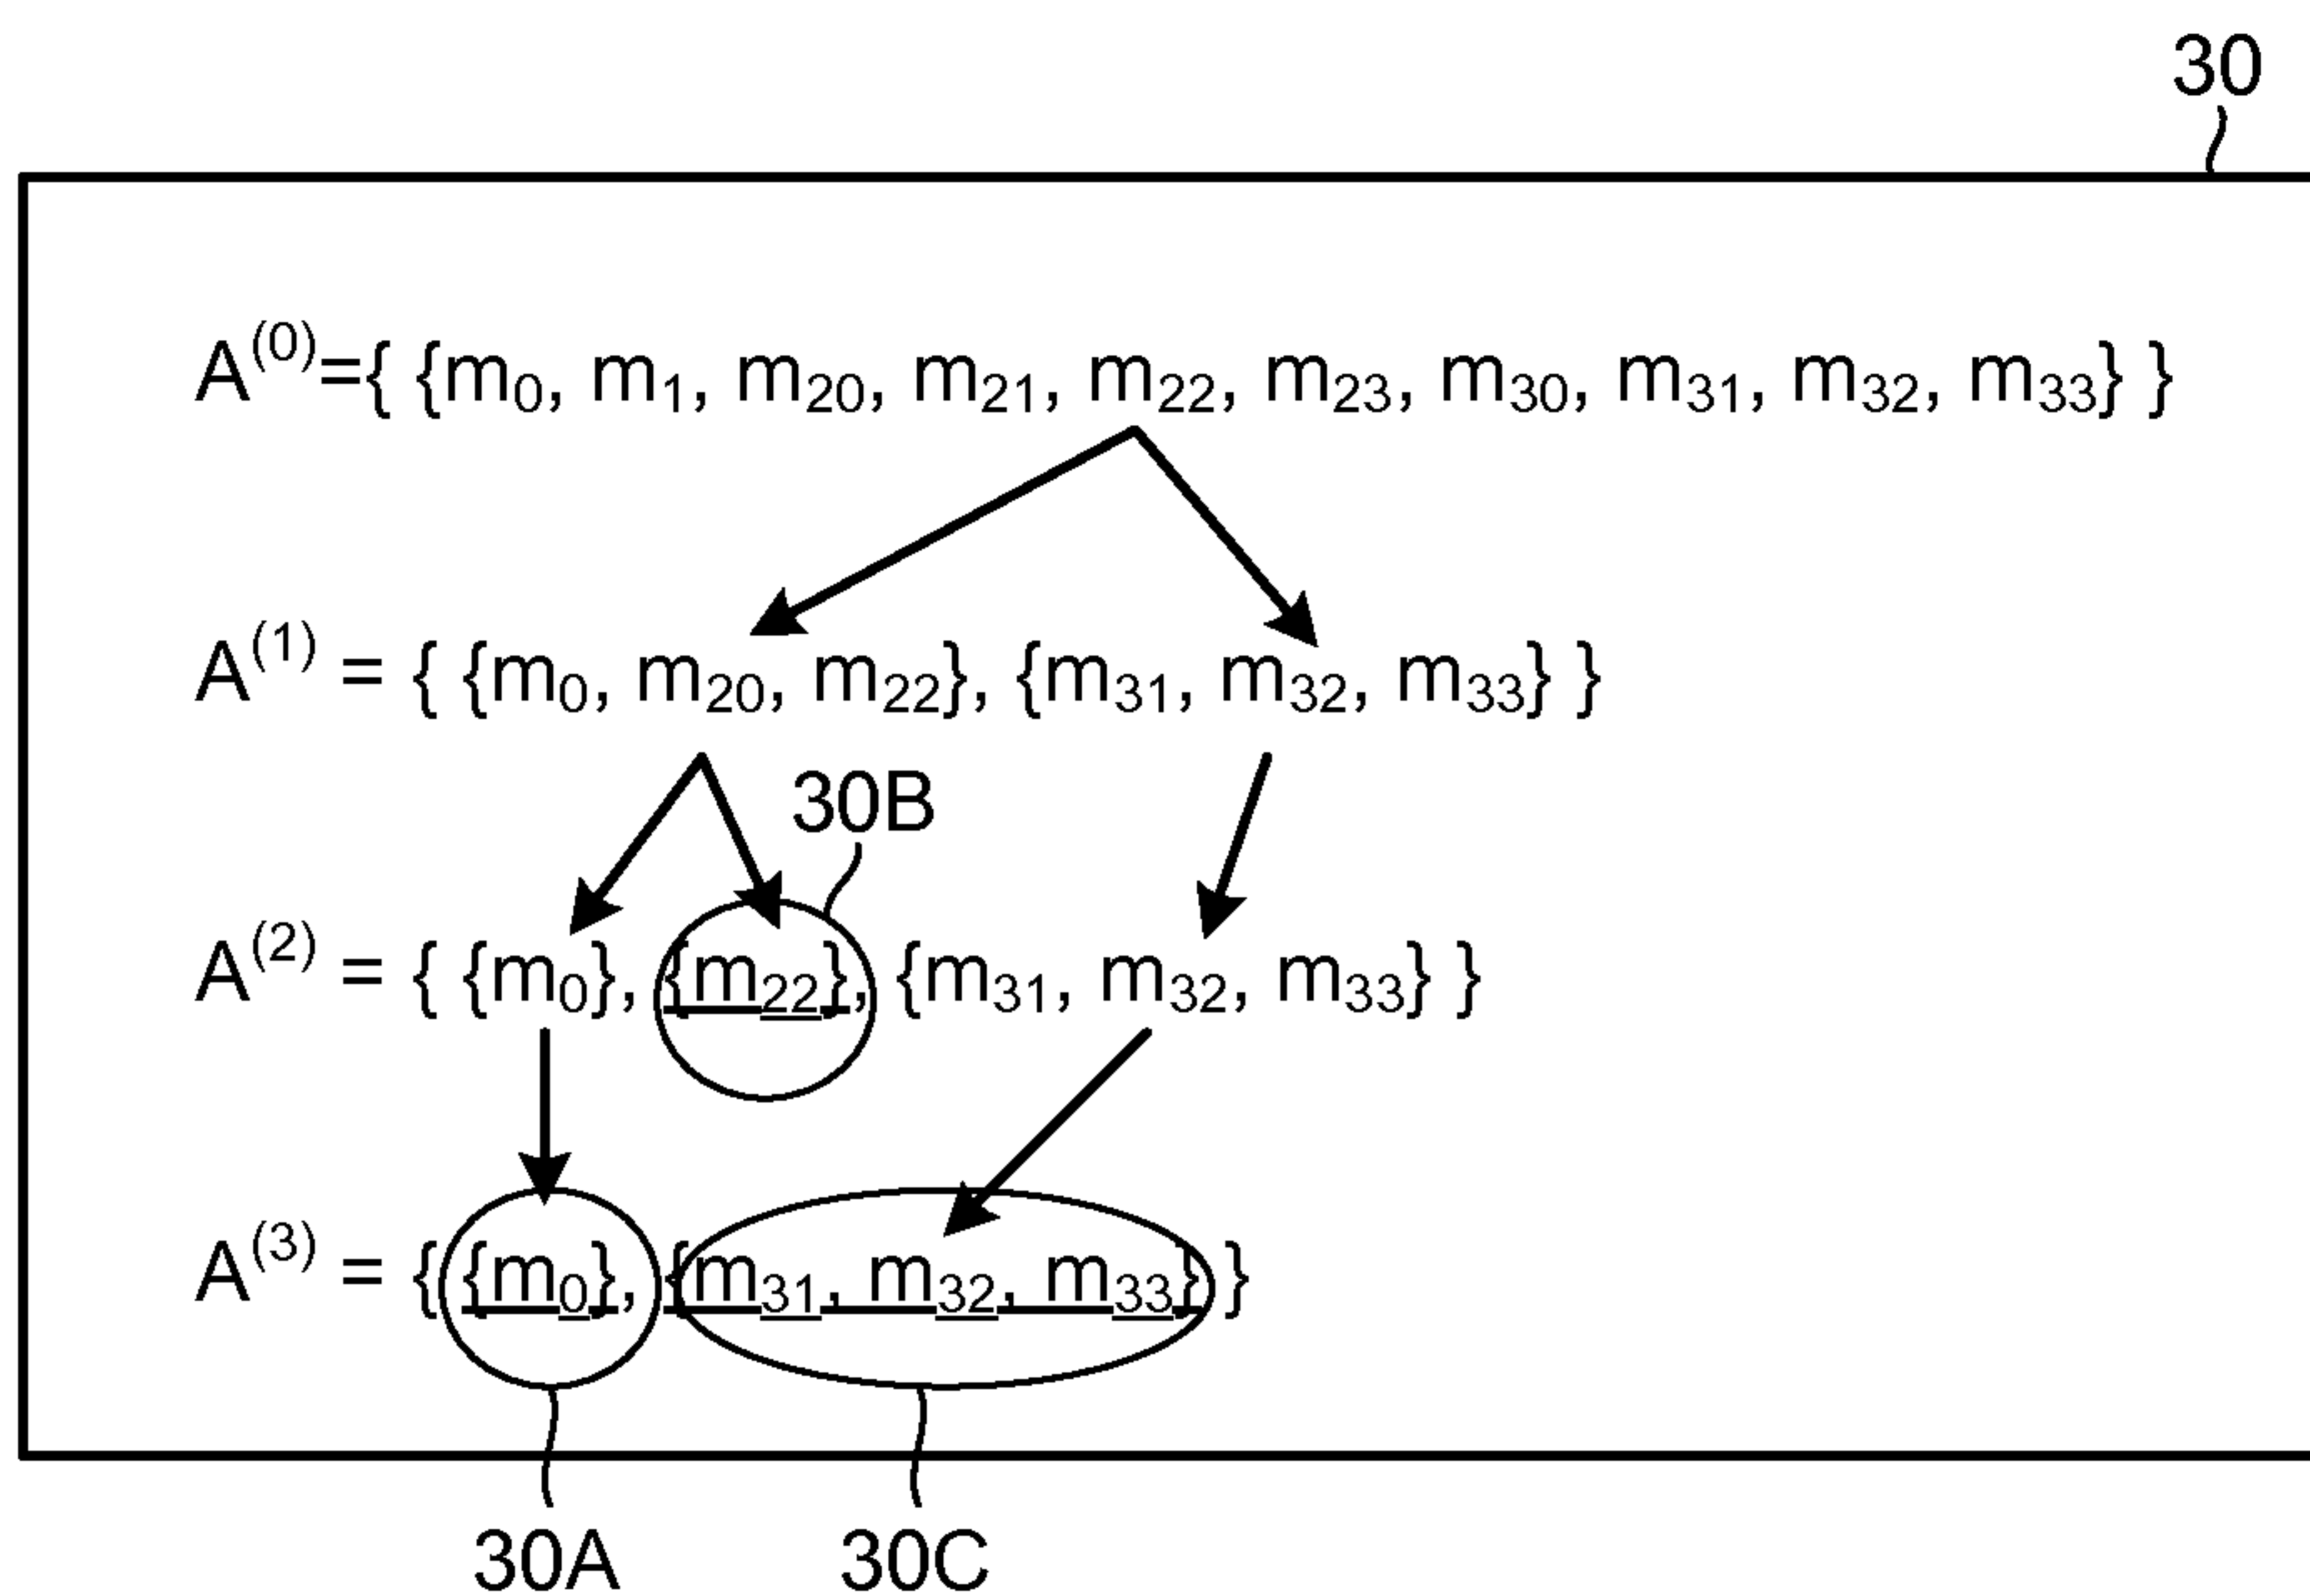 30
A⁽⁰⁾={ {m₀, m₁, m₂₀, m₂₁, m₂₂, m₂₃, m₃₀, m₃₁, m₃₂, m₃₃} }
A⁽¹⁾ = { {m₀, m₂₀, m₂₂}, {m₃₁, m₃₂, m₃₃} }
30B
A⁽²⁾ = { {m₀}, {m₂₂}, {m₃₁, m₃₂, m₃₃} }
A⁽³⁾ = { {m₀}, {m₃₁, m₃₂, m₃₃} }
30A 30C